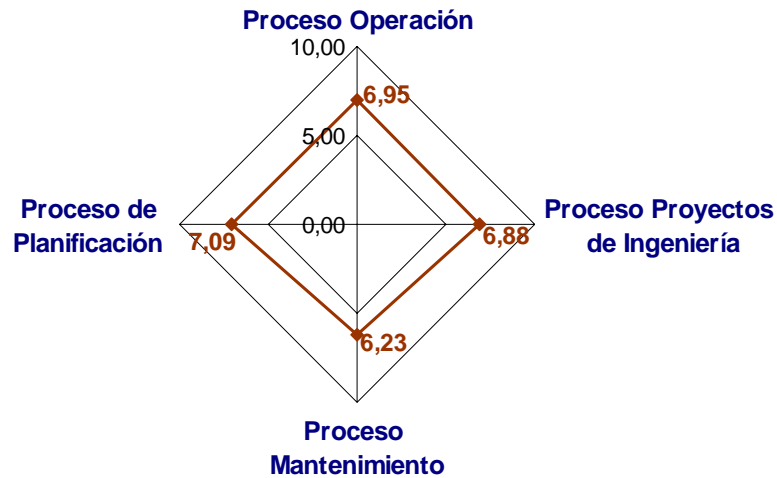 Proceso Operación
10,00
6,95
5,00
Proceso de
Planificación
0,00
Proceso Proyectos
de Ingeniería
7,09
6,88
6,23
Proceso
Mantenimiento